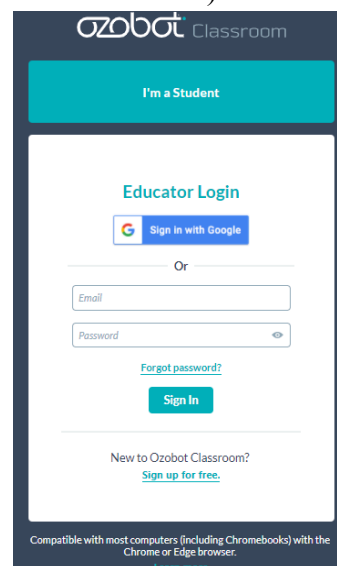 ozobot Classroom
I'm a Student
Educator Login
Sign in with Google
Or
Email
Password
Forgot password?
Sign In
New to Ozobot Classroom?
Sign up for free.
Compatible with most computers (including Chromebooks) with the
Chrome or Edge browser.